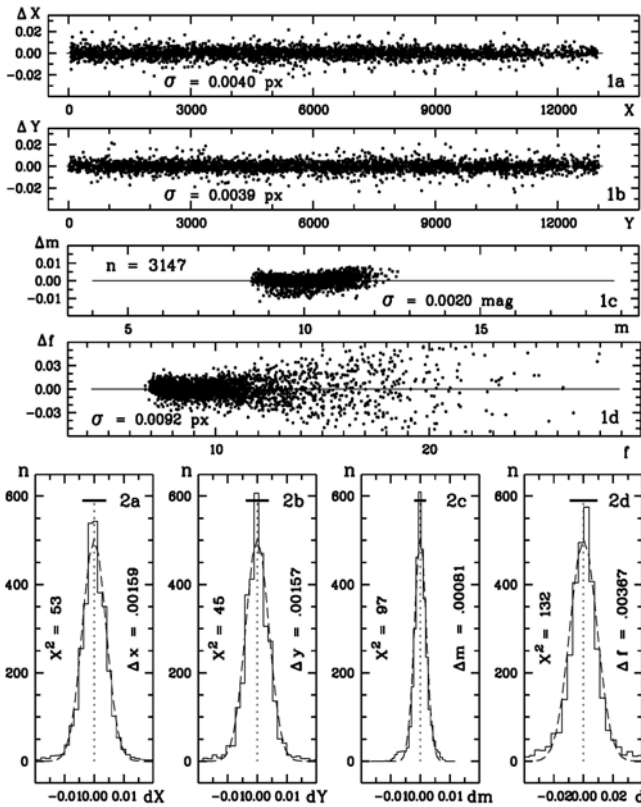 Δ X
0.02
0.00
−0.02
σ = 0.0040 px
1a
0 3000 6000 9000 12000 X
Δ Y
0.02
0.00
−0.02
σ = 0.0039 px
1b
0 3000 6000 9000 12000 Y
Δm
0.01
0.00
−0.01
n = 3147
σ = 0.0020 mag
1c
5 10 15 m
Δf
0.03
0.00
−0.03
σ = 0.0092 px
1d
10 20 f
n n n n
600 600 600 600
2a 2b 2c 2d
400 400 400 400
200 200 200 200
0 0 0 0
X² = 53
Δ x = .00159
X² = 45
Δ y = .00157
X² = 97
Δm = .00081
X² = 132
Δ f = .00367
−0.010.00 0.01 dX
−0.010.00 0.01 dY
−0.010.00 0.01 dm
−0.020.00 0.02 d